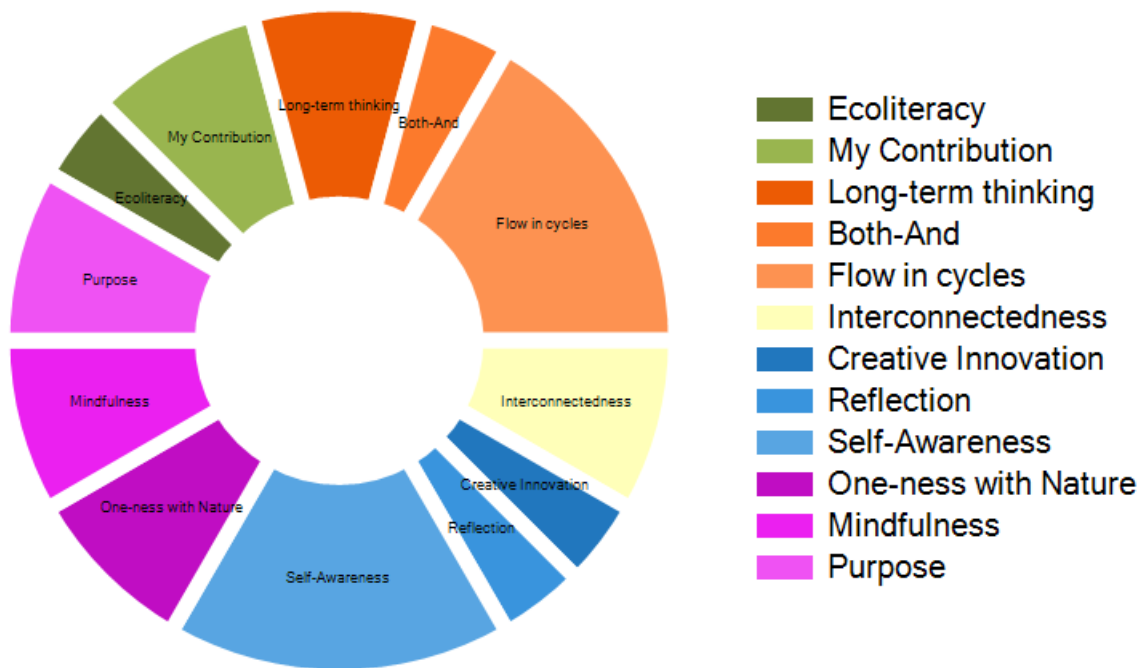 Long-term thinking
Both-And
My Contribution
Ecoliteracy
Flow in cycles
Purpose
Mindfulness
Interconnectedness
One-ness with Nature
Creative Innovation
Reflection
Self-Awareness
Ecoliteracy
My Contribution
Long-term thinking
Both-And
Flow in cycles
Interconnectedness
Creative Innovation
Reflection
Self-Awareness
One-ness with Nature
Mindfulness
Purpose